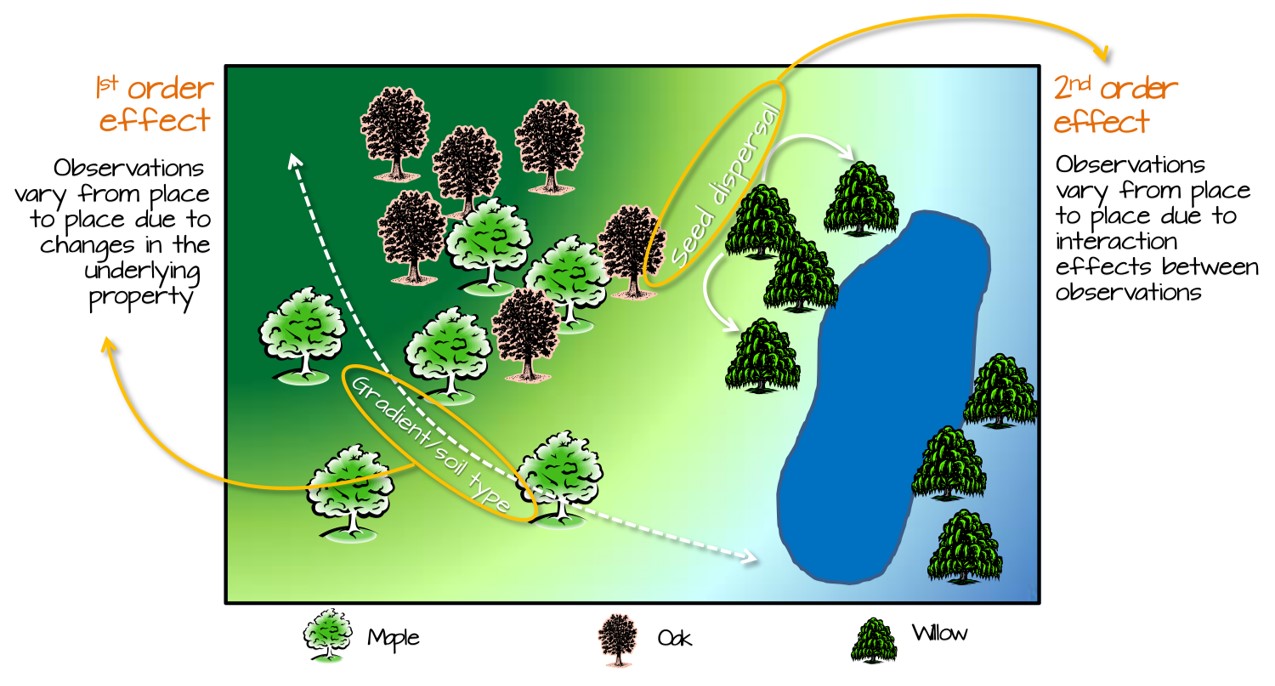 1st order
effect
Observations
vary from place
to place due to
changes in the
underlying
property
Gradient/soil type
Seed dispersal
2nd order
effect
Observations
vary from place
to place due to
interaction
effects between
observations
Maple
Oak
Willow